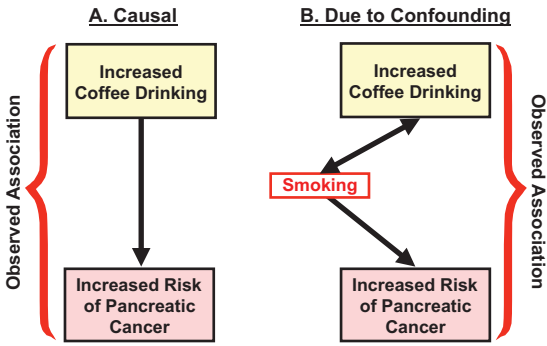 A. Causal
B. Due to Confounding
Observed Association
Increased
Coffee Drinking
Increased Risk
of Pancreatic
Cancer
Increased
Coffee Drinking
Smoking
Increased Risk
of Pancreatic
Cancer
Observed Association